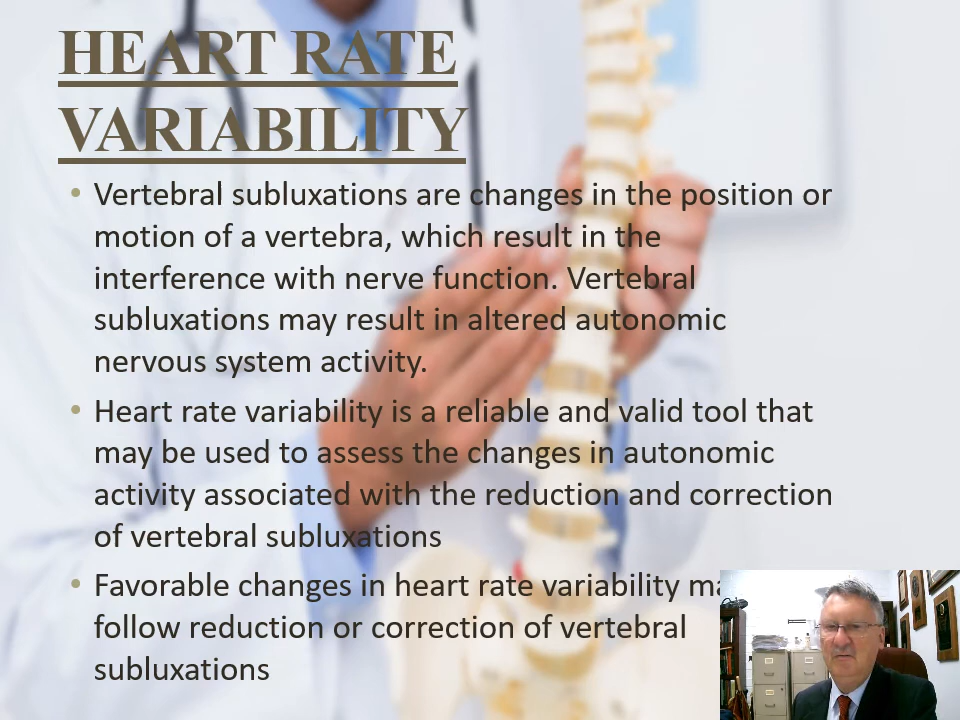 HEART RATE
VARIABILITY
• Vertebral subluxations are changes in the position or
motion of a vertebra, which result in the
interference with nerve function. Vertebral
subluxations may result in altered autonomic
nervous system activity.
• Heart rate variability is a reliable and valid tool that
may be used to assess the changes in autonomic
activity associated with the reduction and correction
of vertebral subluxations
• Favorable changes in heart rate variability
follow reduction or correction of vertebral
subluxations